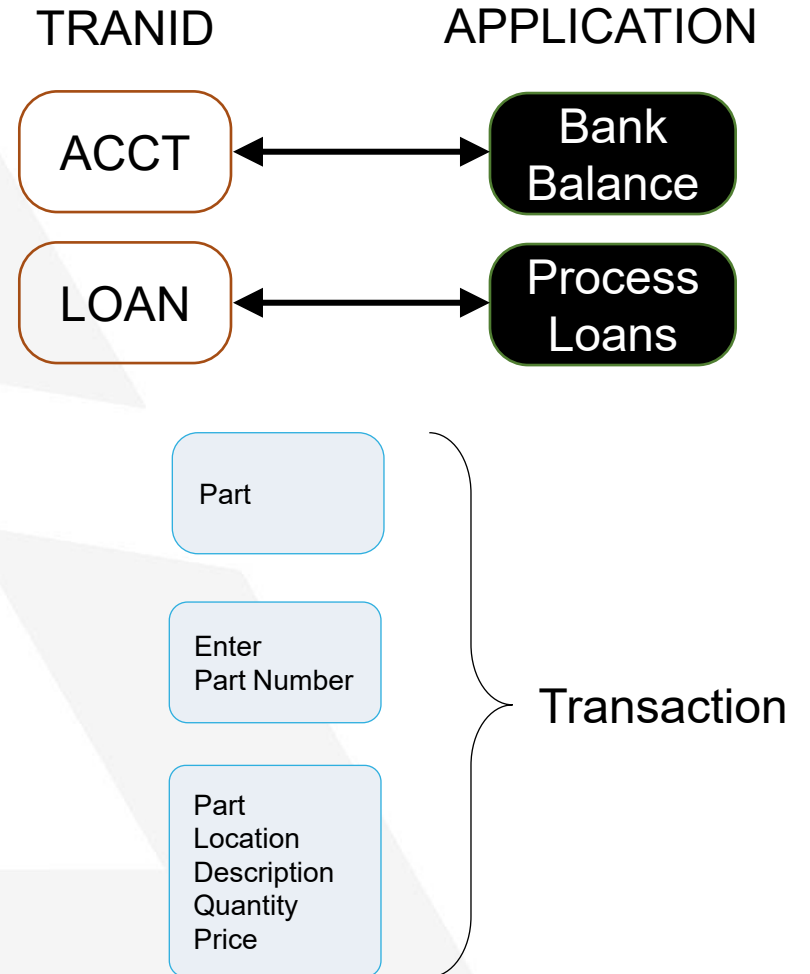 TRANID
APPLICATION
ACCT
Bank
Balance
LOAN
Process
Loans
Part
Enter
Part Number
Transaction
Part
Location
Description
Quantity
Price